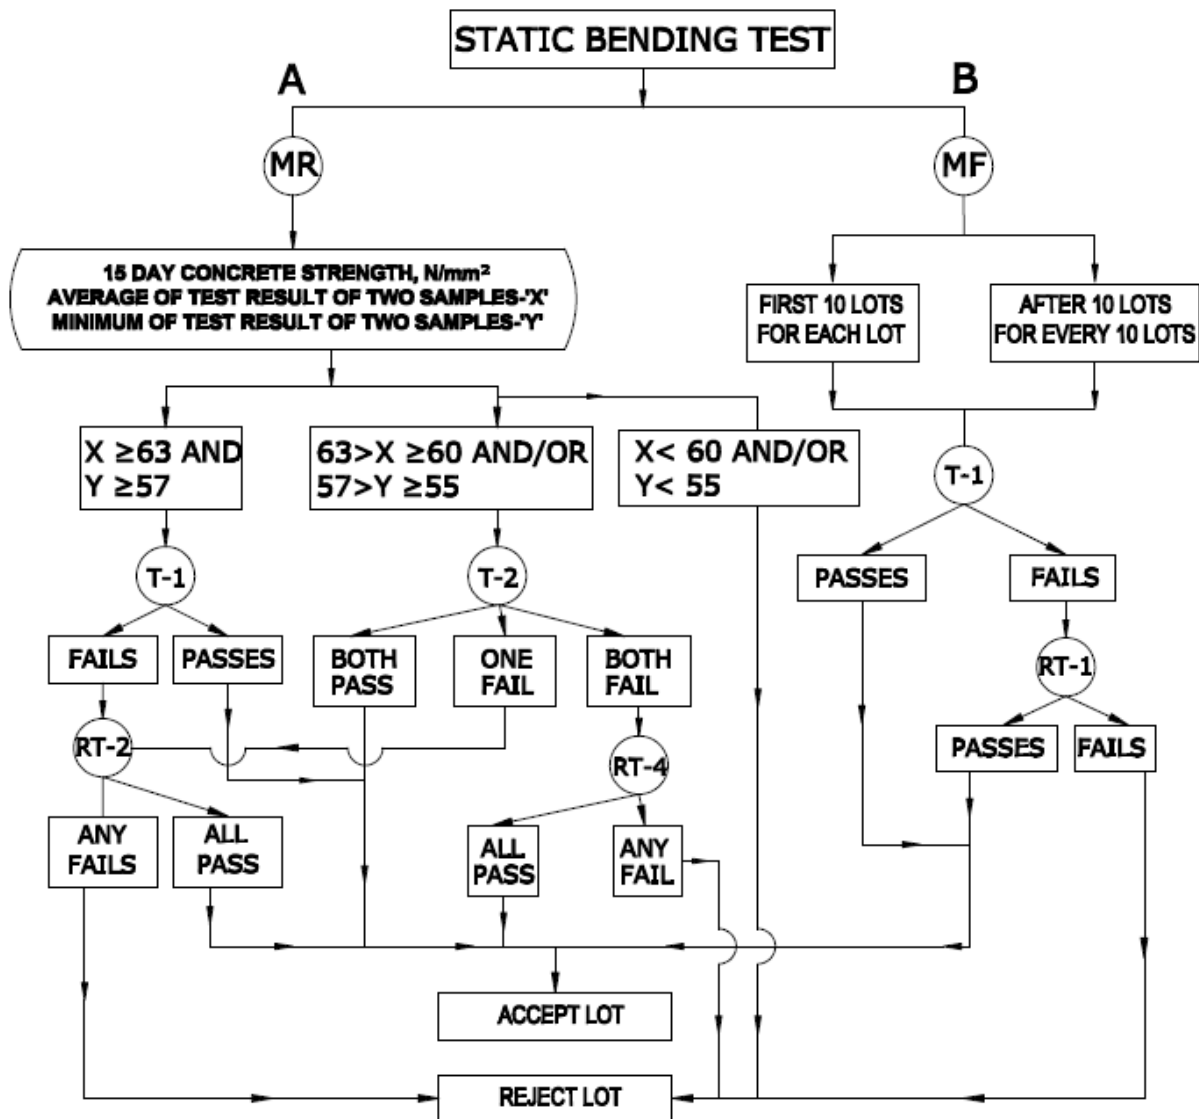 STATIC BENDING TEST
A
B
MR
MF
15 DAY CONCRETE STRENGTH, N/mm²
AVERAGE OF TEST RESULT OF TWO SAMPLES-'X'
MINIMUM OF TEST RESULT OF TWO SAMPLES-'Y'
FIRST 10 LOTS
FOR EACH LOT
AFTER 10 LOTS
FOR EVERY 10 LOTS
X ≥63 AND
Y ≥57
63>X ≥60 AND/OR
57>Y ≥55
X< 60 AND/OR
Y< 55
T-1
T-1
T-2
PASSES
FAILS
FAILS
PASSES
BOTH
PASS
ONE
FAIL
BOTH
FAIL
RT-1
RT-2
RT-4
PASSES
FAILS
ANY
FAILS
ALL
PASS
ALL
PASS
ANY
FAIL
ACCEPT LOT
REJECT LOT